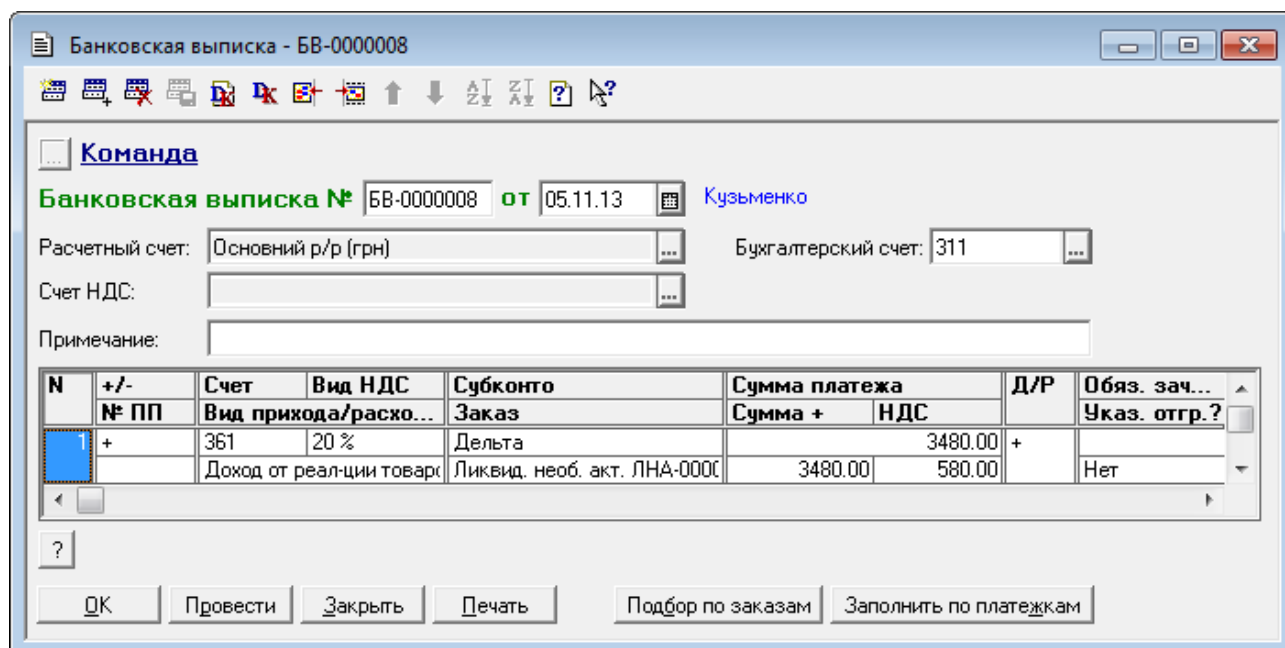 Банковская выписка - БВ-0000008
... Команда
Банковская выписка № БВ-0000008 от 05.11.13 Кузьменко
Расчетный счет: Основний р/р (грн) ... Бухгалтерский счет: 311 ...
Счет НДС: ...
Примечание:
N +/- Счет Вид НДС Субконто Сумма платежа Д/Р Обяз. зач...
№ ПП Вид прихода/расхо... Заказ Сумма + НДС Указ. отгр.?
1 + 361 20 % Дельта 3480.00 +
Доход от реал-ции товаро Ликвид. необ. акт. ЛНА-0000 3480.00 580.00 Нет
?
OK Провести Закрыть Печать Подбор по заказам Заполнить по платежкам